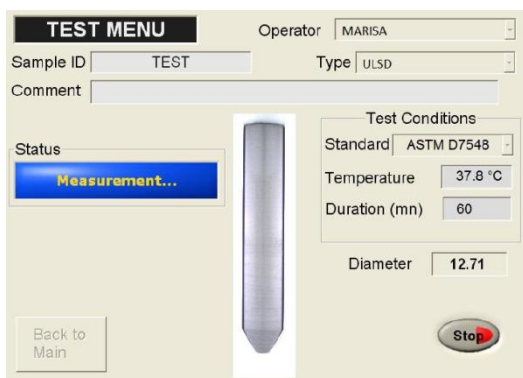 TEST MENU
Operator MARISA
Sample ID TEST
Type ULSD
Comment
Test Conditions
Status
Standard ASTM D7548
Measurement...
Temperature 37.8 °C
Duration (mn) 60
Diameter 12.71
Back to
Main
Stop